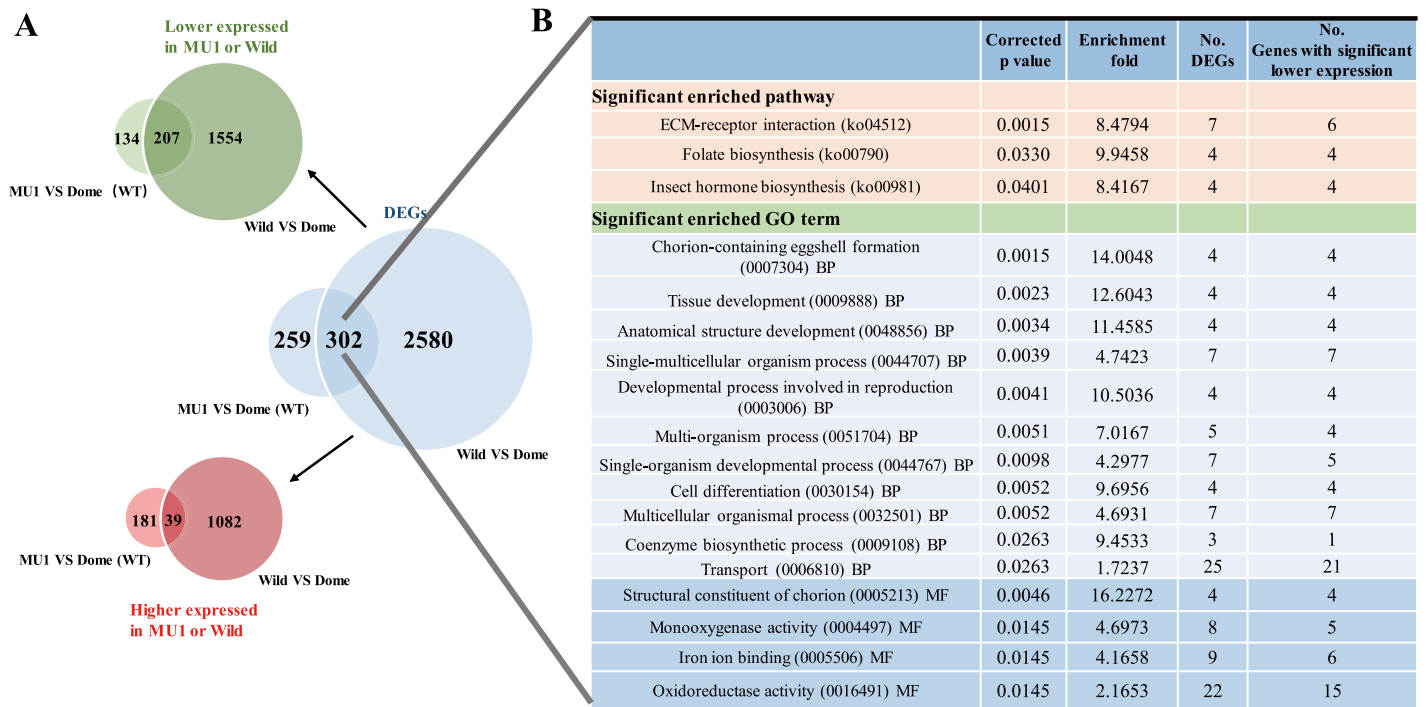 A
Lower expressed
in MU1 or Wild
134
207
1554
MU1 VS Dome (WT)
Wild VS Dome
DEGs
259
302
2580
MU1 VS Dome (WT)
Wild VS Dome
181
39
1082
MU1 VS Dome (WT)
Wild VS Dome
Higher expressed
in MU1 or Wild
B
Corrected p value Enrichment fold No. DEGs No. Genes with significant lower expression
Significant enriched pathway
ECM-receptor interaction (ko04512) 0.0015 8.4794 7 6
Folate biosynthesis (ko00790) 0.0330 9.9458 4 4
Insect hormone biosynthesis (ko00981) 0.0401 8.4167 4 4
Significant enriched GO term
Chorion-containing eggshell formation
(0007304) BP 0.0015 14.0048 4 4
Tissue development (0009888) BP 0.0023 12.6043 4 4
Anatomical structure development (0048856) BP 0.0034 11.4585 4 4
Single-multicellular organism process (0044707) BP 0.0039 4.7423 7 7
Developmental process involved in reproduction
(0003006) BP 0.0041 10.5036 4 4
Multi-organism process (0051704) BP 0.0051 7.0167 5 4
Single-organism developmental process (0044767) BP 0.0098 4.2977 7 5
Cell differentiation (0030154) BP 0.0052 9.6956 4 4
Multicellular organismal process (0032501) BP 0.0052 4.6931 7 7
Coenzyme biosynthetic process (0009108) BP 0.0263 9.4533 3 1
Transport (0006810) BP 0.0263 1.7237 25 21
Structural constituent of chorion (0005213) MF 0.0046 16.2272 4 4
Monooxygenase activity (0004497) MF 0.0145 4.6973 8 5
Iron ion binding (0005506) MF 0.0145 4.1658 9 6
Oxidoreductase activity (0016491) MF 0.0145 2.1653 22 15